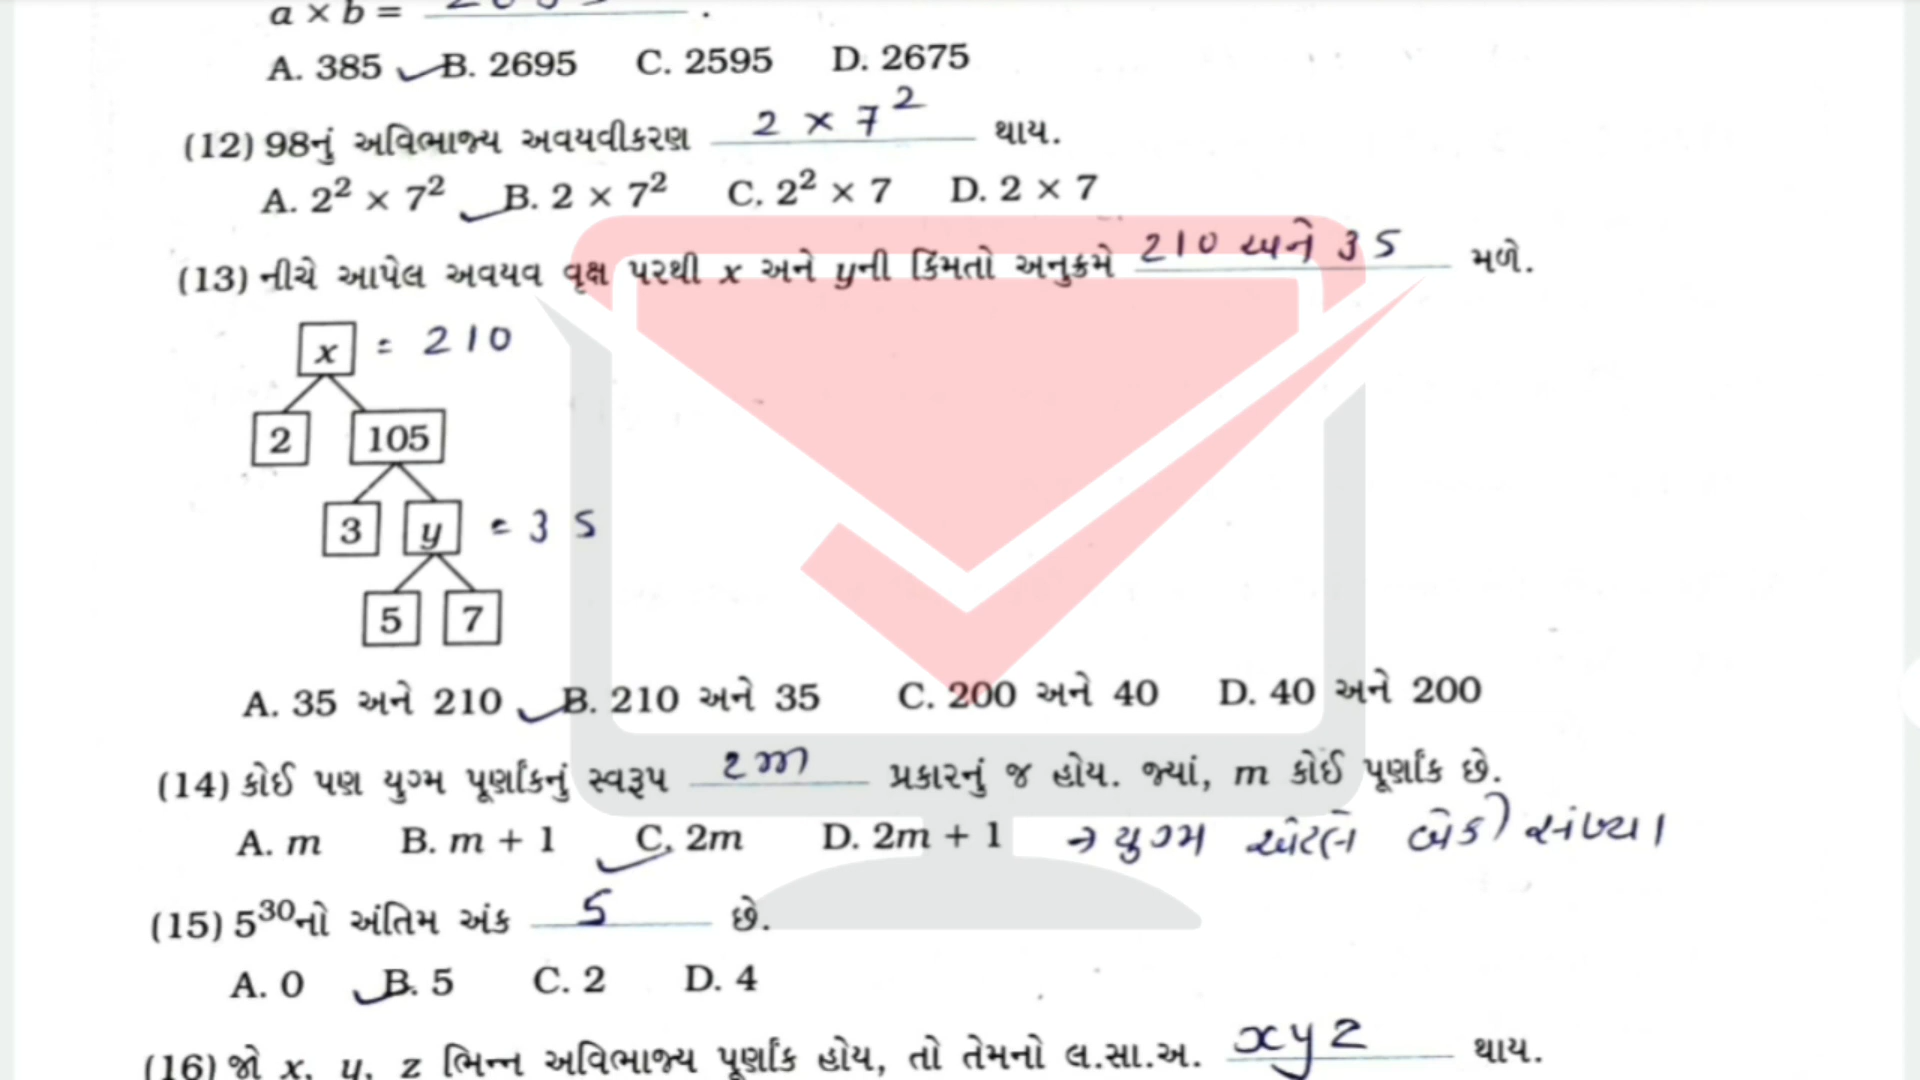 a × b =
A. 385 B. 2695 C. 2595 D. 2675
(12) 98નું અવિભાજ્ય અવયવીકરણ 2 × 7² થાય.
A. 2² × 7² B. 2 × 7² C. 2² × 7 D. 2 × 7
(13) નીચે આપેલ અવયવ વૃક્ષ પરથી x અને yની કિંમતો અનુક્રમે 210 અને 35 મળે.
x = 210
2 105
3 y = 35
5 7
A. 35 અને 210 B. 210 અને 35 C. 200 અને 40 D. 40 અને 200
(14) કોઈ પણ યુગ્મ પૂર્ણાંકનું સ્વરૂપ 2m પ્રકારનું જ હોય. જ્યાં, m કોઈ પૂર્ણાંક છે.
A. m B. m + 1 C. 2m D. 2m + 1 → યુગ્મ એટલે બેકી સંખ્યા
(15) 5³⁰નો અંતિમ અંક 5 છે.
A. 0 B. 5 C. 2 D. 4
(16) જો x, y, z ભિન્ન અવિભાજ્ય પૂર્ણાંક હોય, તો તેમનો લ.સા.અ. xyz થાય.